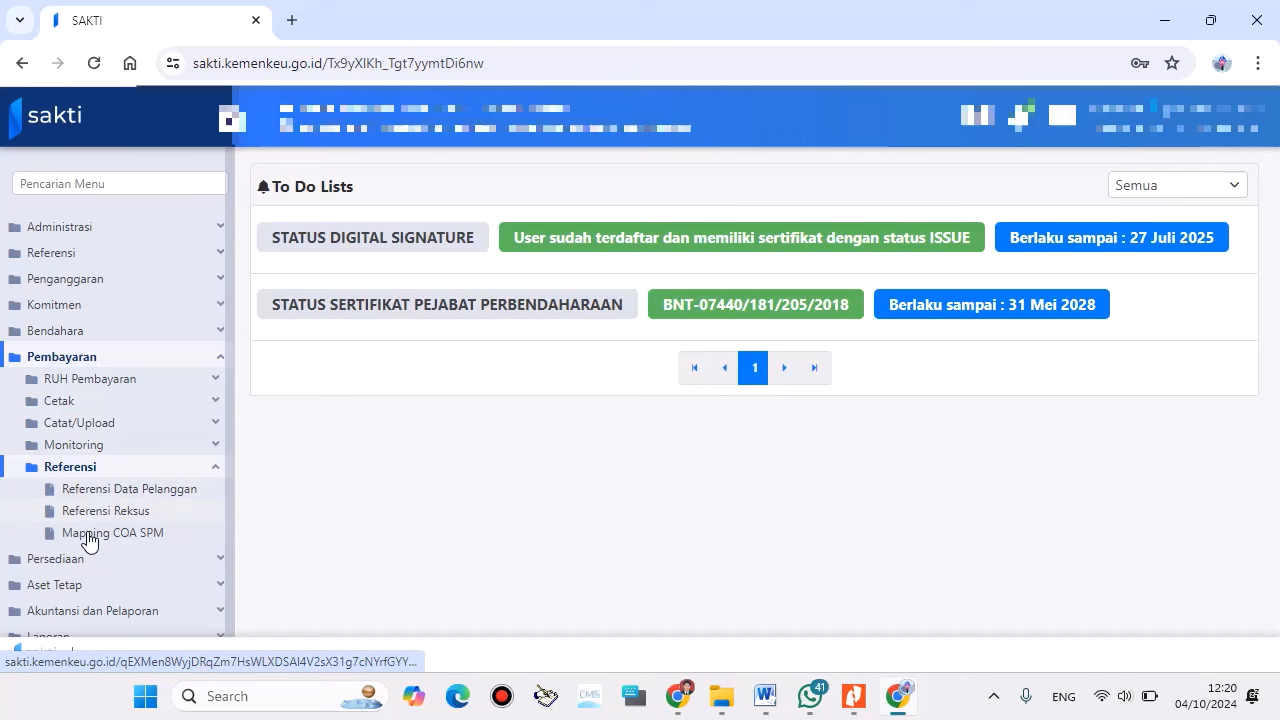 SAKTI
sakti.kemenkeu.go.id/Tx9yXIKh_Tgt7yymtDi6nw
sakti
Pencarian Menu
Administrasi
Referensi
Penganggaran
Komitmen
Bendahara
Pembayaran
RUH Pembayaran
Cetak
Catat/Upload
Monitoring
Referensi
Referensi Data Pelanggan
Referensi Reksus
Mapping COA SPM
Persediaan
Aset Tetap
Akuntansi dan Pelaporan
Laporan
To Do Lists
Semua
STATUS DIGITAL SIGNATURE
User sudah terdaftar dan memiliki sertifikat dengan status ISSUE
Berlaku sampai : 27 Juli 2025
STATUS SERTIFIKAT PEJABAT PERBENDAHARAAN
BNT-07440/181/205/2018
Berlaku sampai : 31 Mei 2028
1
sakti.kemenkeu.go.id/qEXMen8WyjDRqZm7HsWLXDSAI4V2sX31g7cNYrfGYY...
Search
CMS
41
ENG
12:20
04/10/2024